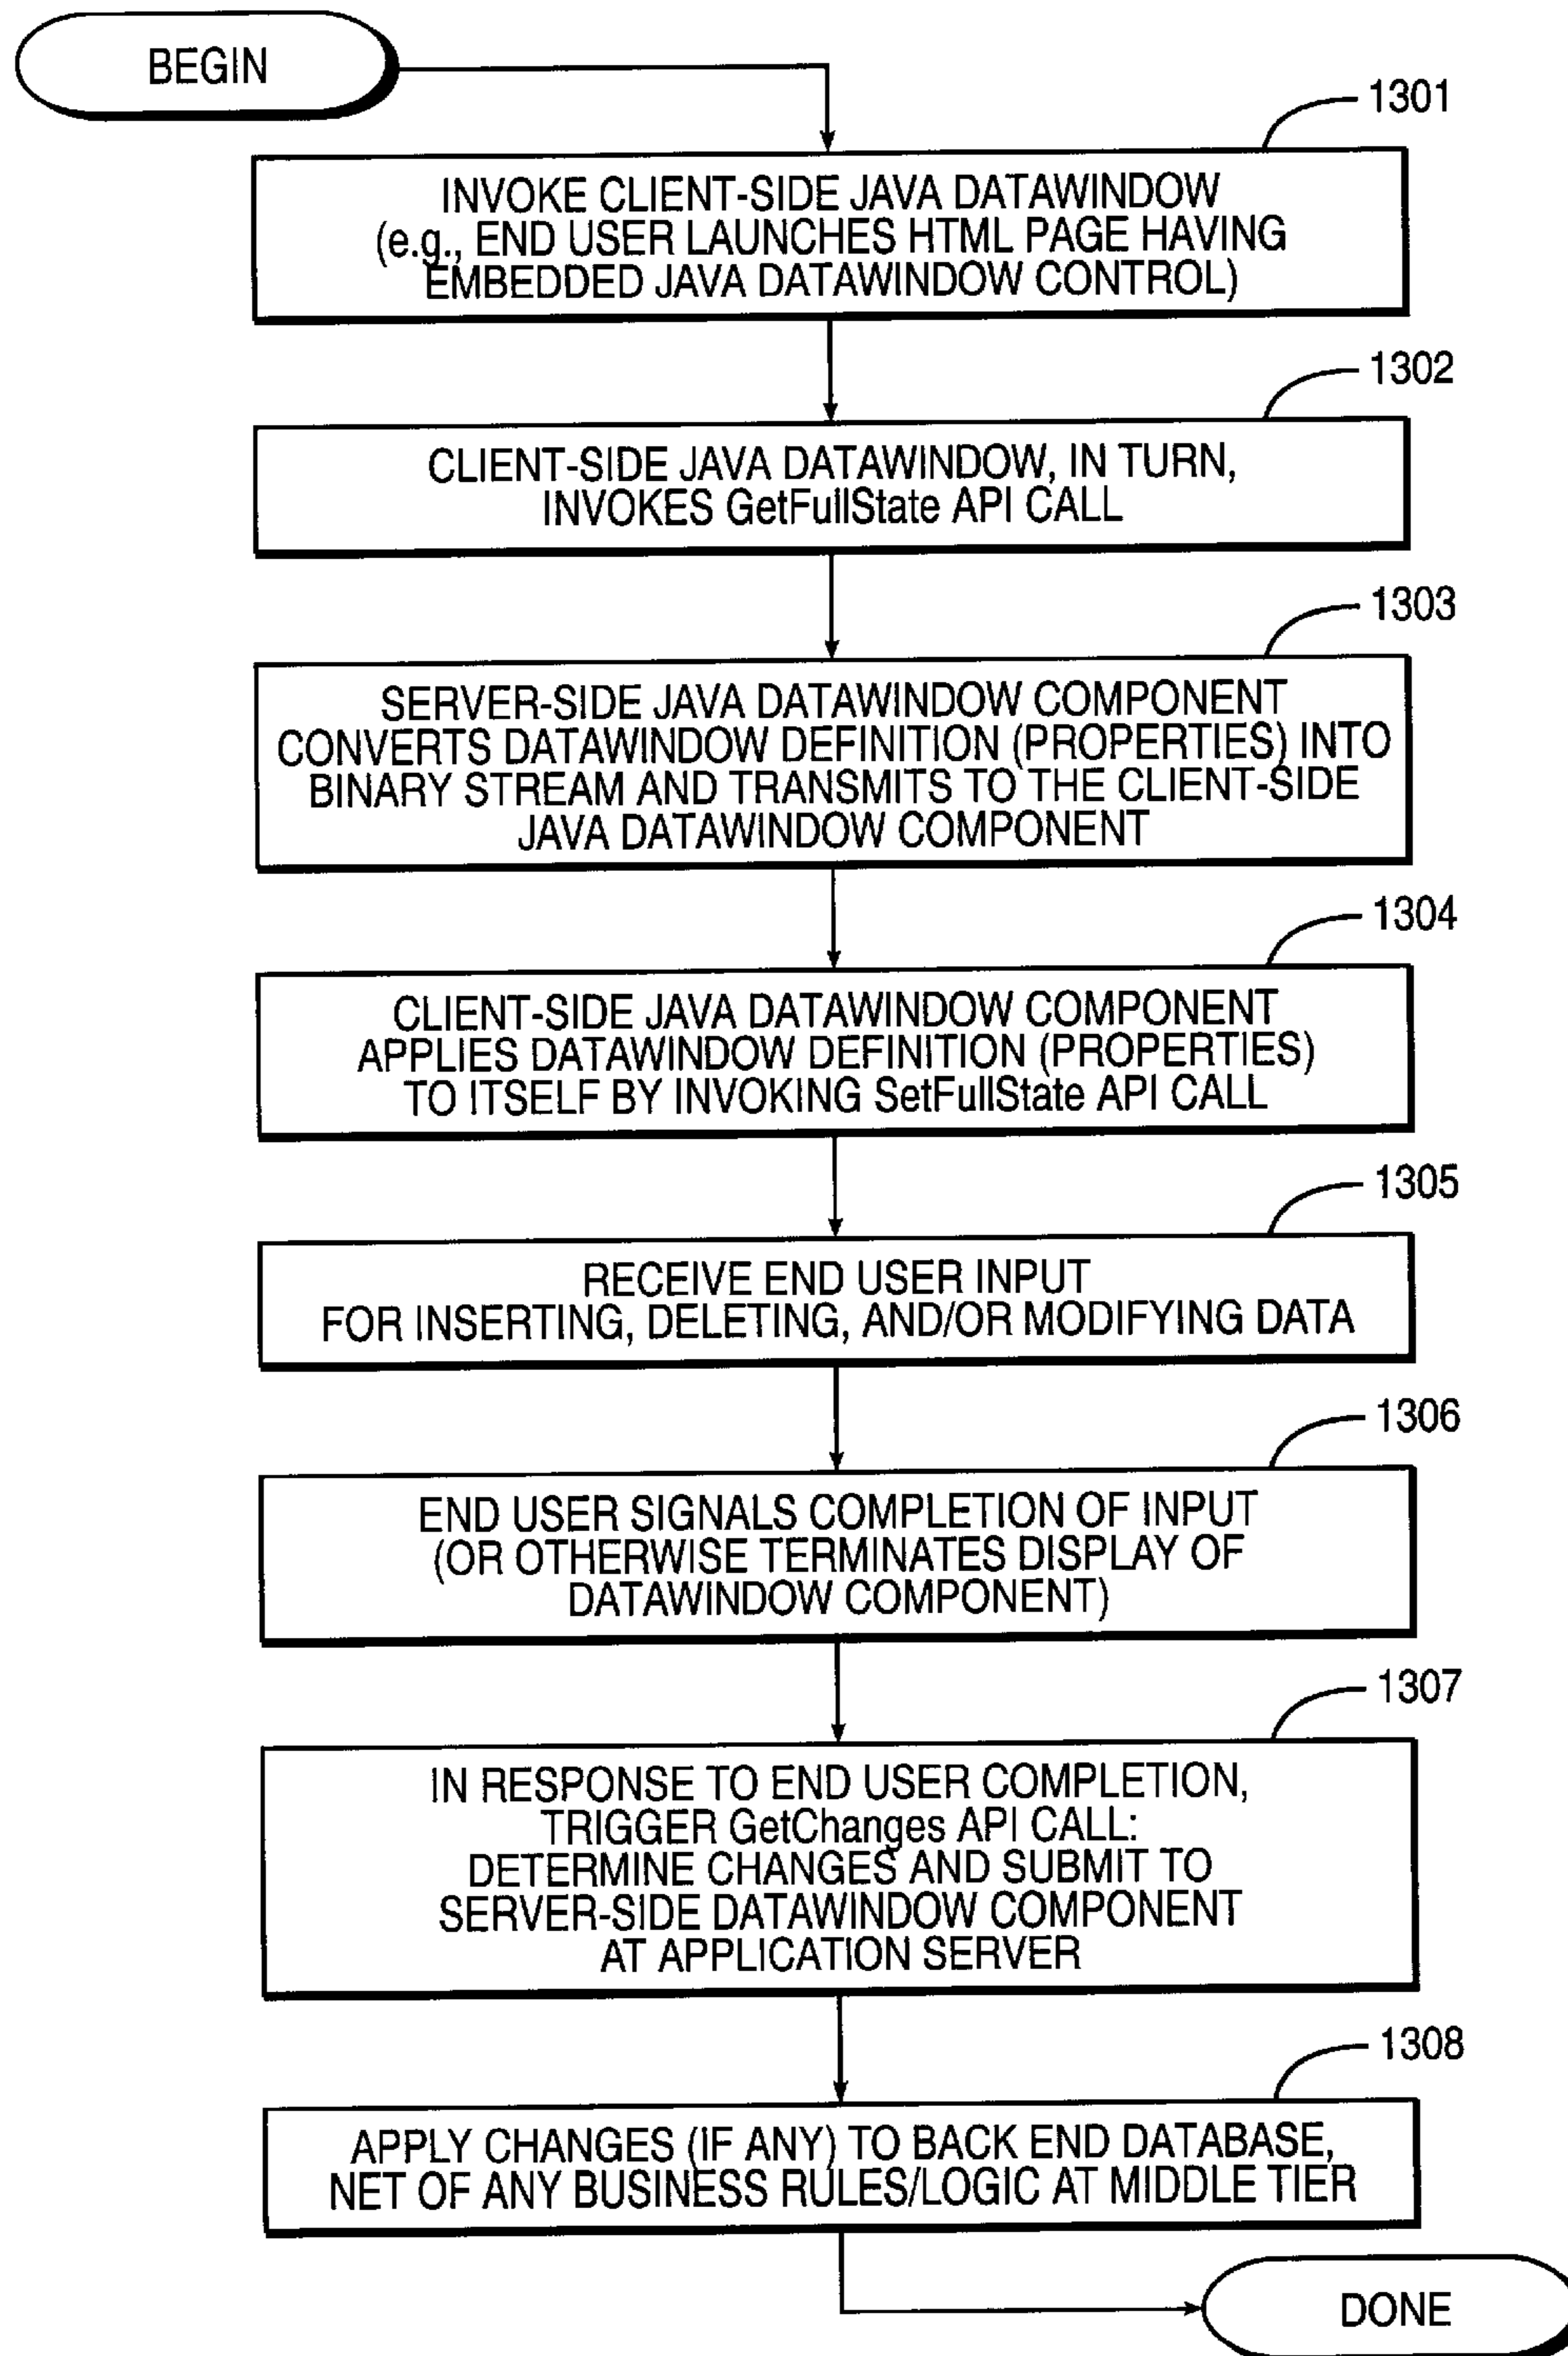 BEGIN
1301
INVOKE CLIENT-SIDE JAVA DATAWINDOW
(e.g., END USER LAUNCHES HTML PAGE HAVING
EMBEDDED JAVA DATAWINDOW CONTROL)
1302
CLIENT-SIDE JAVA DATAWINDOW, IN TURN,
INVOKES GetFullState API CALL
1303
SERVER-SIDE JAVA DATAWINDOW COMPONENT
CONVERTS DATAWINDOW DEFINITION (PROPERTIES) INTO
BINARY STREAM AND TRANSMITS TO THE CLIENT-SIDE
JAVA DATAWINDOW COMPONENT
1304
CLIENT-SIDE JAVA DATAWINDOW COMPONENT
APPLIES DATAWINDOW DEFINITION (PROPERTIES)
TO ITSELF BY INVOKING SetFullState API CALL
1305
RECEIVE END USER INPUT
FOR INSERTING, DELETING, AND/OR MODIFYING DATA
1306
END USER SIGNALS COMPLETION OF INPUT
(OR OTHERWISE TERMINATES DISPLAY OF
DATAWINDOW COMPONENT)
1307
IN RESPONSE TO END USER COMPLETION,
TRIGGER GetChanges API CALL:
DETERMINE CHANGES AND SUBMIT TO
SERVER-SIDE DATAWINDOW COMPONENT
AT APPLICATION SERVER
1308
APPLY CHANGES (IF ANY) TO BACK END DATABASE,
NET OF ANY BUSINESS RULES/LOGIC AT MIDDLE TIER
DONE